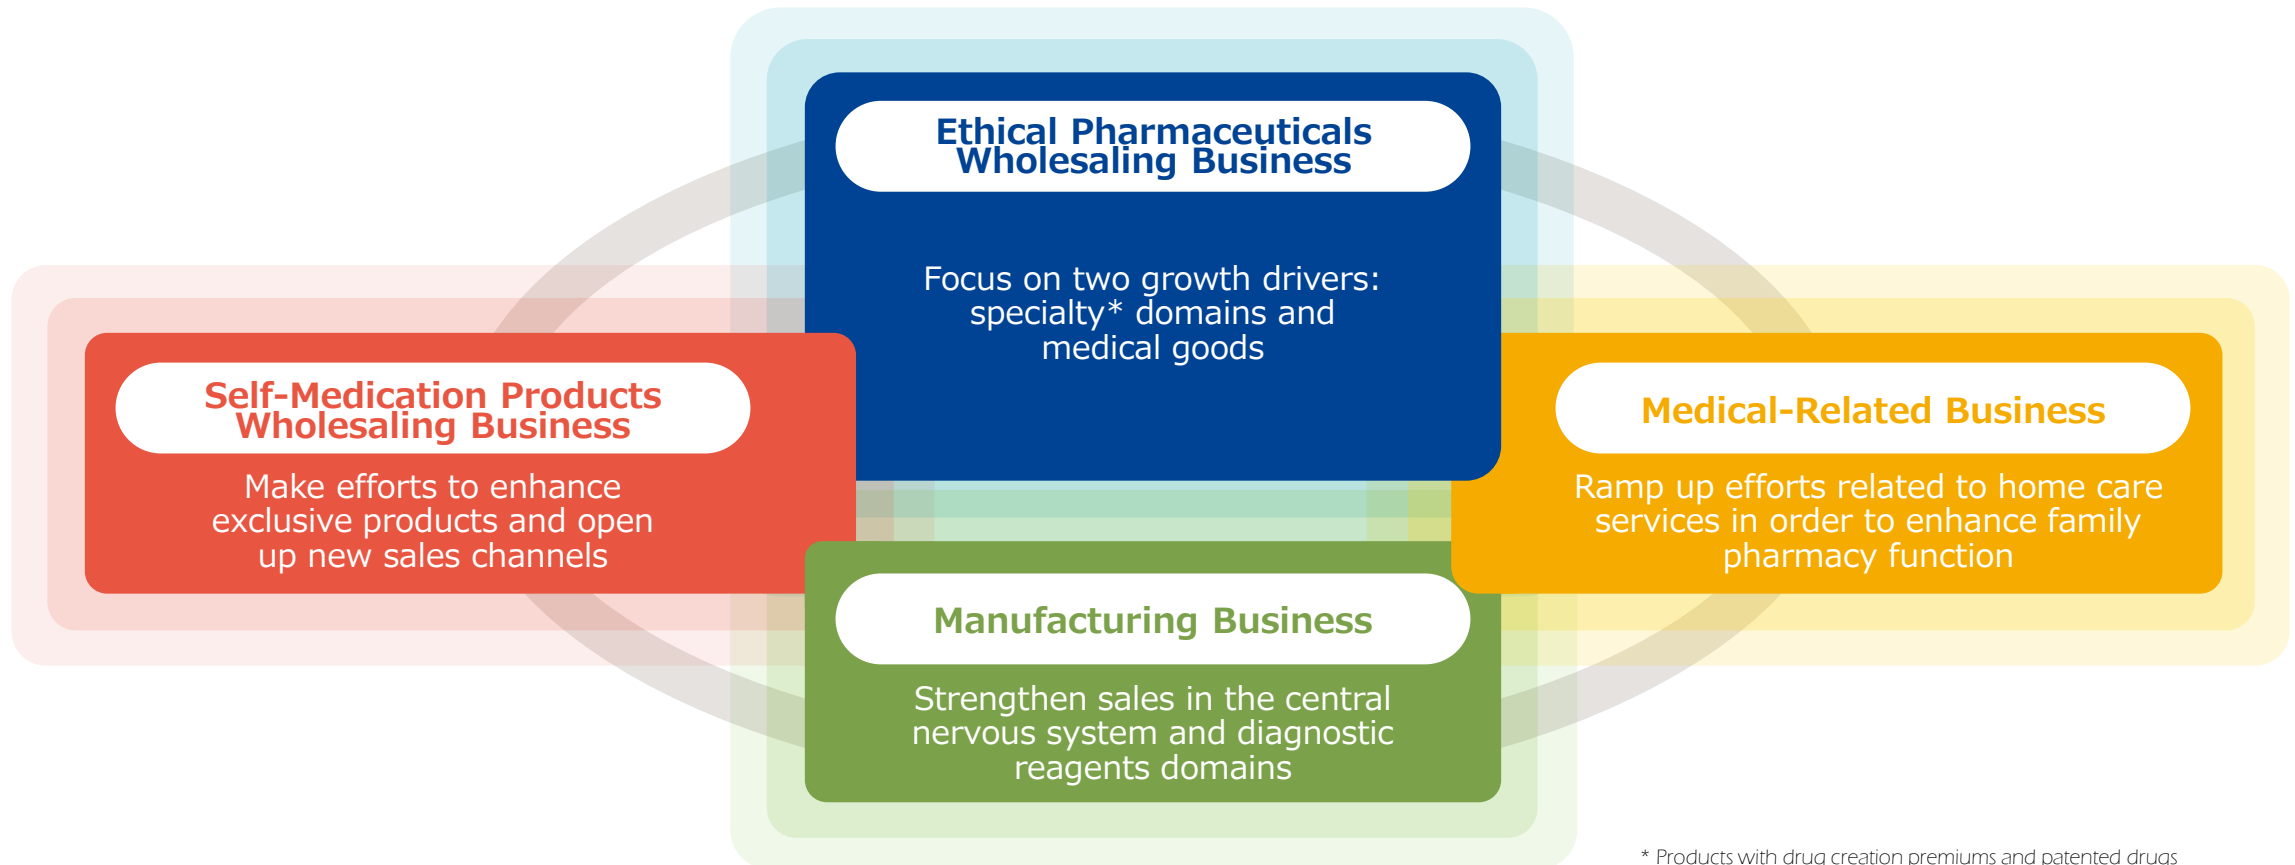 Ethical Pharmaceuticals
Wholesaling Business
Focus on two growth drivers:
specialty* domains and
medical goods
Self-Medication Products
Wholesaling Business
Make efforts to enhance
exclusive products and open
up new sales channels
Medical-Related Business
Ramp up efforts related to home care
services in order to enhance family
pharmacy function
Manufacturing Business
Strengthen sales in the central
nervous system and diagnostic
reagents domains
* Products with drug creation premiums and patented drugs